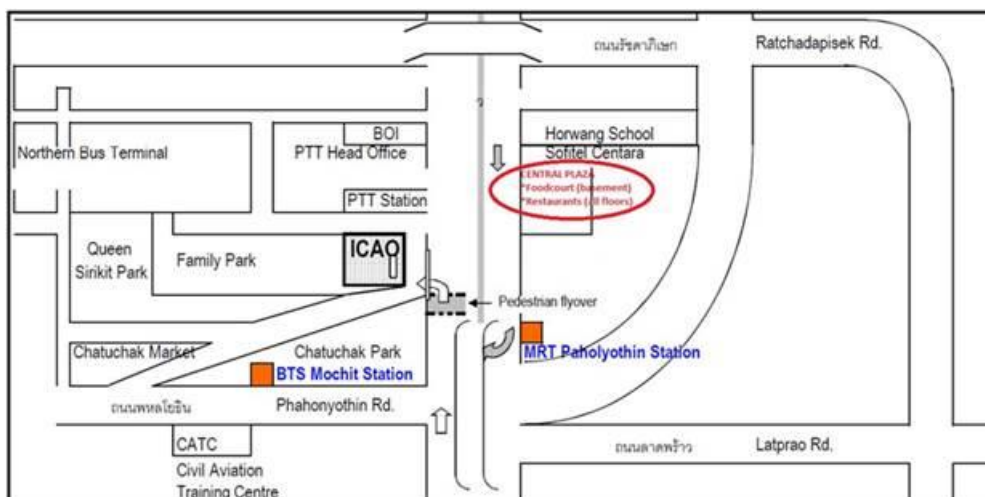 ถนนรัชดาภิเษก
Ratchadapisek Rd.
BOI
Horwang School
Northern Bus Terminal
PTT Head Office
Sofitel Centara
CENTRAL PLAZA
*Foodcourt (basement)
*Restaurants (all floors)
PTT Station
ICAO
Queen
Sirikit Park
Family Park
Pedestrian flyover
Chatuchak Market
Chatuchak Park
MRT Paholyothin Station
BTS Mochit Station
ถนนพหลโยธิน
Phahonyothin Rd.
CATC
ถนนลาดพร้าว
Latprao Rd.
Civil Aviation
Training Centre